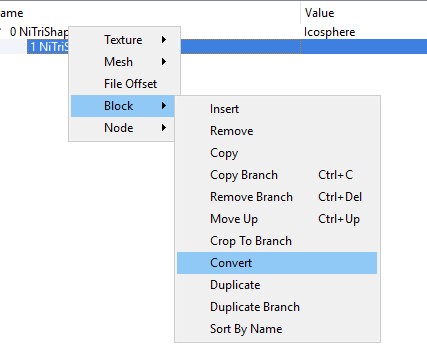 ame Value
0 NiTriShap Icosphere
1 NiTriS
Texture
Mesh
File Offset
Block
Node
Insert
Remove
Copy
Copy Branch Ctrl+C
Remove Branch Ctrl+Del
Move Up Ctrl+Up
Crop To Branch
Convert
Duplicate
Duplicate Branch
Sort By Name